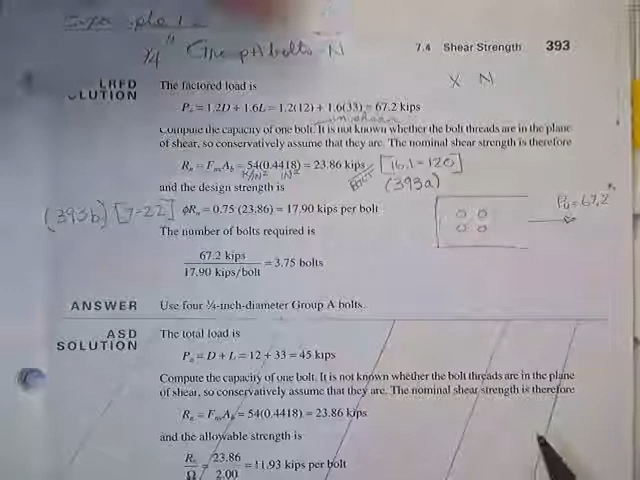 3/4" Group A bolts N
7.4 Shear Strength 393
X N
LRFD The factored load is
LUTION
Pᵤ = 1.2D + 1.6L = 1.2(12) + 1.6(33) = 67.2 kips
in shear
Compute the capacity of one bolt. It is not known whether the bolt threads are in the plane
of shear, so conservatively assume that they are. The nominal shear strength is therefore
Rₙ = FₙᵥA_b = 54(0.4418) = 23.86 kips [16.1-120]
K/IN² IN² BOLT (393a)
and the design strength is
(393b) [7-22] ϕRₙ = 0.75(23.86) = 17.90 kips per bolt
Pᵤ = 67.2ᵏ
The number of bolts required is
67.2 kips
17.90 kips/bolt = 3.75 bolts
ANSWER Use four ¾-inch-diameter Group A bolts.
ASD The total load is
SOLUTION
Pₐ = D + L = 12 + 33 = 45 kips
Compute the capacity of one bolt. It is not known whether the bolt threads are in the plane
of shear, so conservatively assume that they are. The nominal shear strength is therefore
Rₙ = FₙᵥA_b = 54(0.4418) = 23.86 kips
and the allowable strength is
Rₙ 23.86
Ω = 2.00 = 11.93 kips per bolt